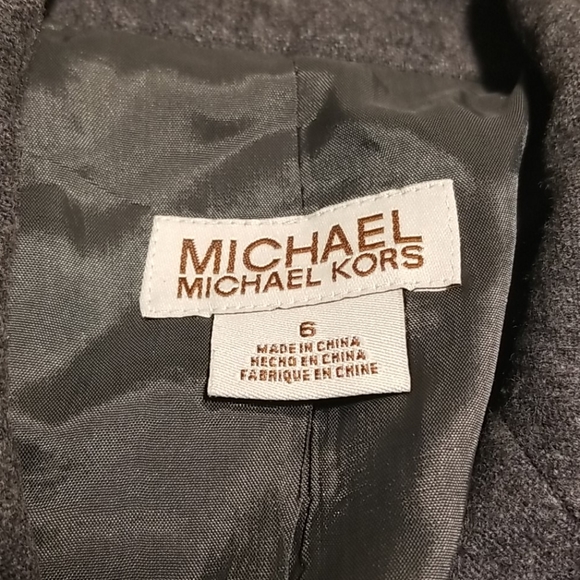 MICHAEL
MICHAEL KORS
6
MADE IN CHINA
HECHO EN CHINA
FABRIQUE EN CHINE